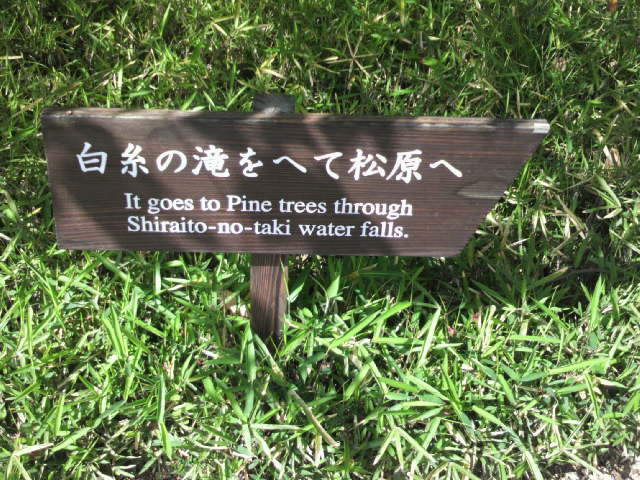 白糸の滝をへて松原へ
It goes to Pine trees through
Shiraito-no-taki water falls.